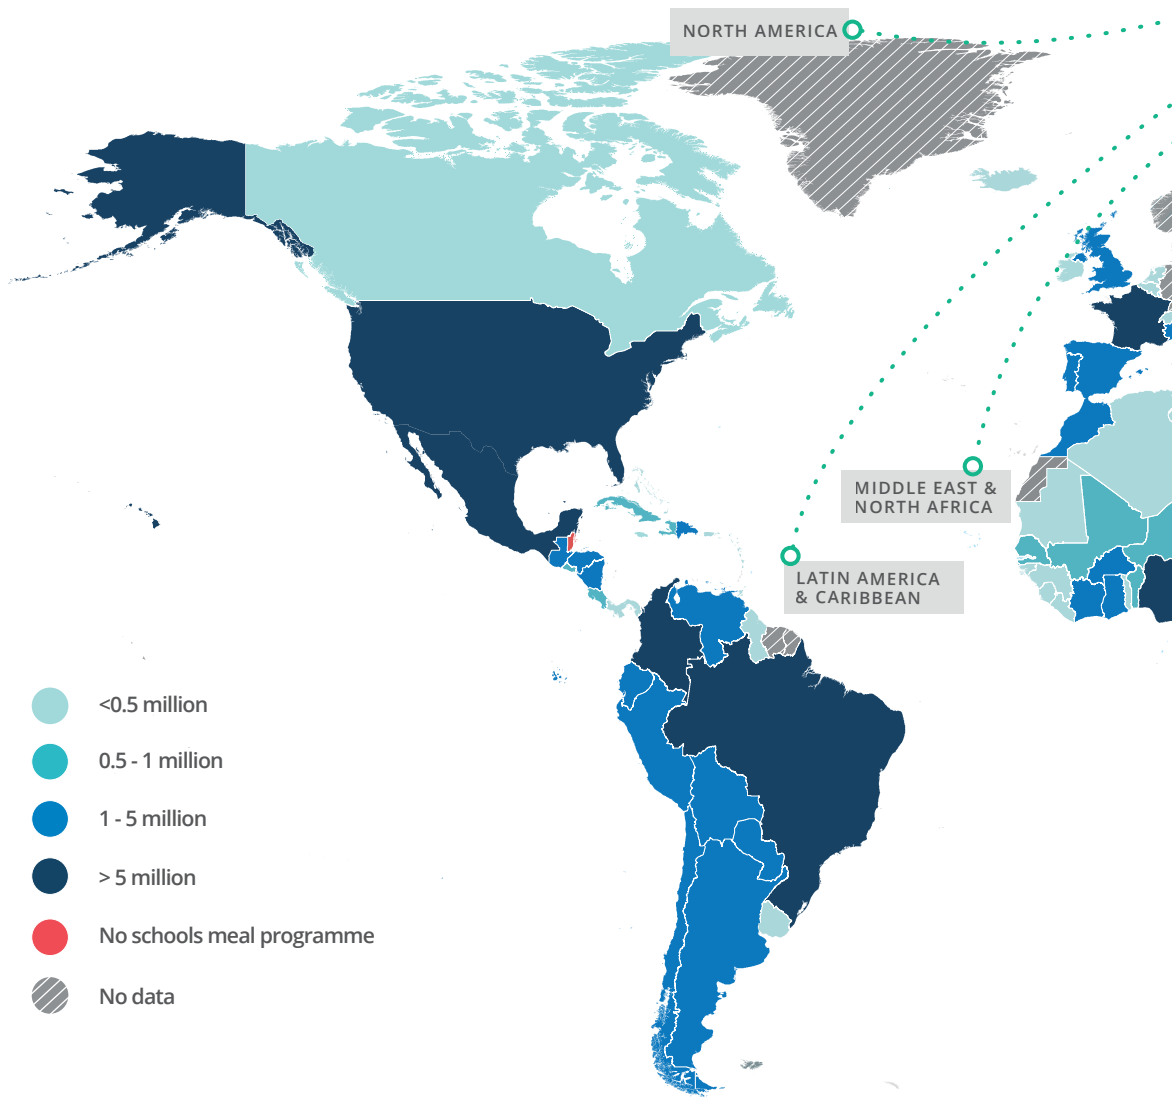 NORTH AMERICA
MIDDLE EAST &
NORTH AFRICA
LATIN AMERICA
& CARIBBEAN
<0.5 million
0.5 - 1 million
1 - 5 million
> 5 million
No schools meal programme
No data